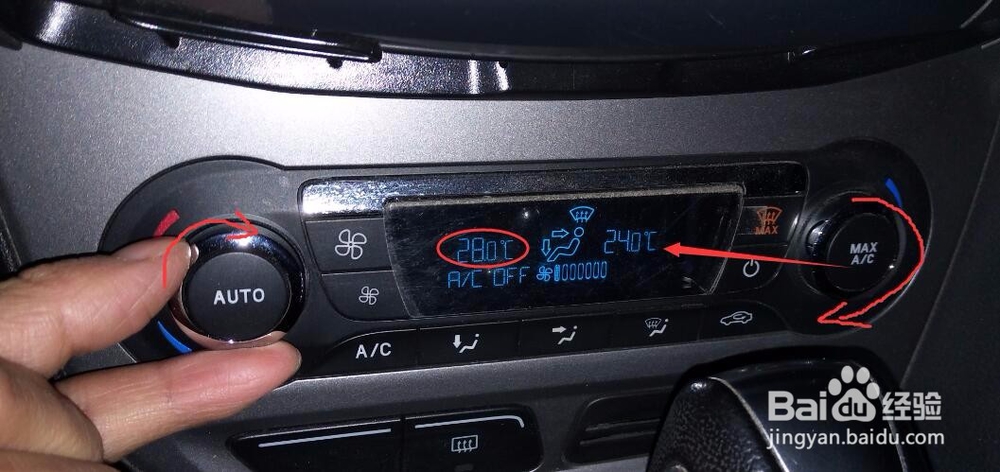 28.0℃
24.0℃
A/C OFF
AUTO
MAX
MAX
A/C
A/C
Baidu经验
jingyan.baidu.com